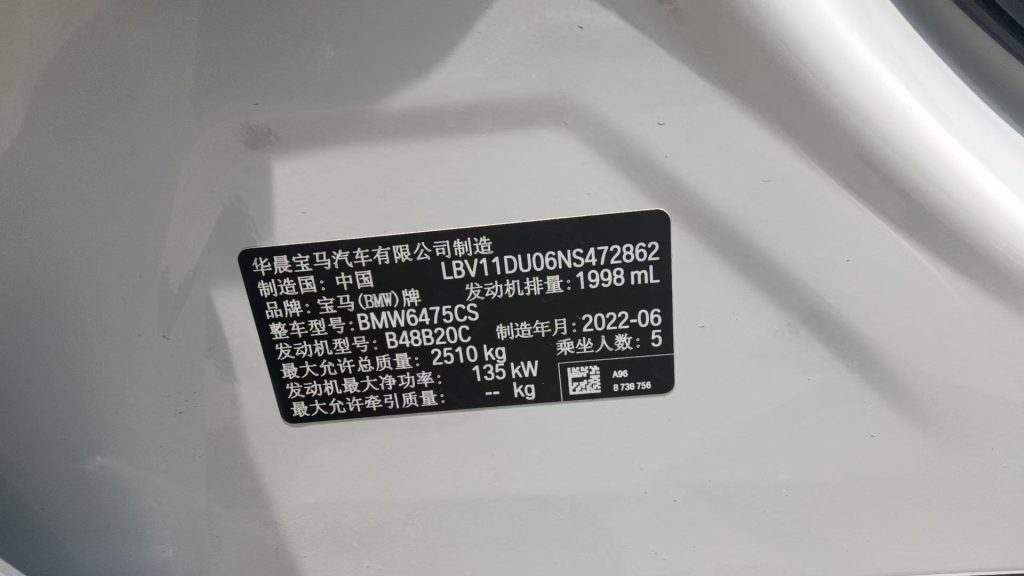 华晨宝马汽车有限公司制造
制造国: 中国 LBV11DU06NS472862
品牌: 宝马(BMW)牌 发动机排量: 1998 mL
整车型号: BMW6475CS
发动机型号: B48B20C 制造年月: 2022-06
最大允许总质量: 2510 kg 乘坐人数: 5
发动机最大净功率: 135 kW
最大允许牵引质量: -- kg
A96
8 738 756